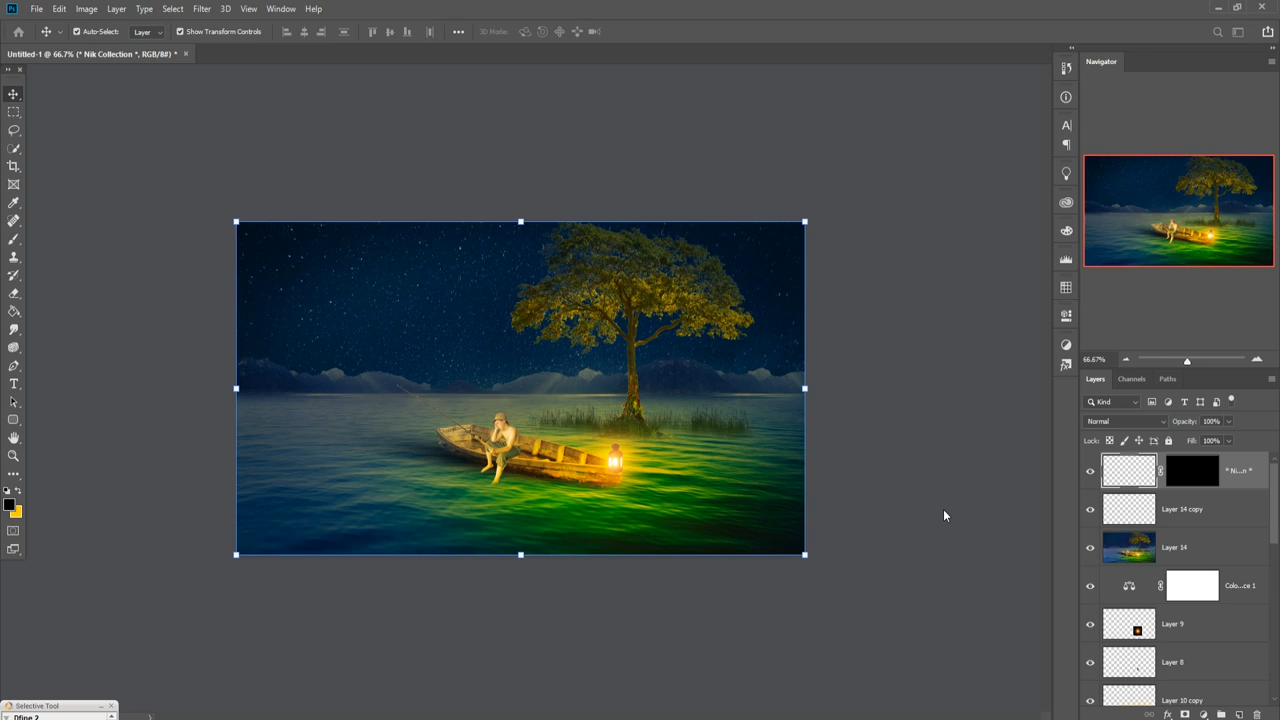 Ps File Edit Image Layer Type Select Filter 3D View Window Help
Auto-Select: Layer Show Transform Controls 3D Mode:
Untitled-1 @ 66.7% (* Nik Collection *, RGB/8#) *
Navigator
66.67%
Layers Channels Paths
Kind
Normal Opacity: 100%
Lock: Fill: 100%
* Ni...n *
Layer 14 copy
Layer 14
Colo...ce 1
Layer 9
Layer 8
Layer 10 copy
Selective Tool
Dfine 2